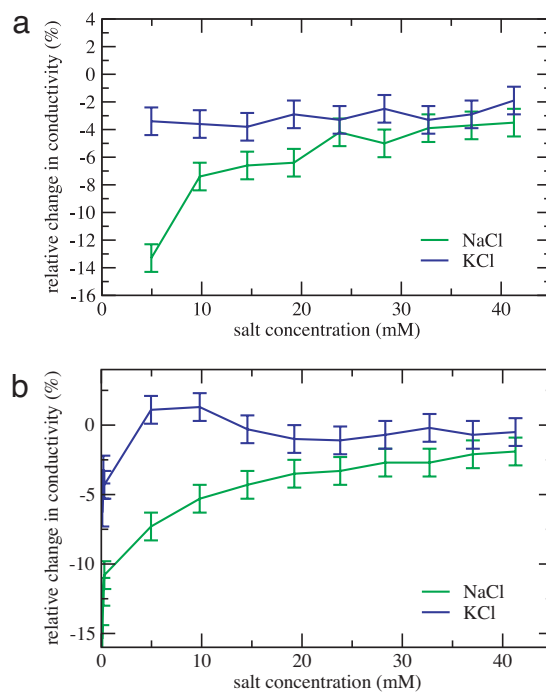 a
relative change in conductivity (%)
4
2
0
-2
-4
-6
-8
-10
-12
-14
-16
0 10 20 30 40
salt concentration (mM)
NaCl
KCl
b
relative change in conductivity (%)
0
-5
-10
-15
0 10 20 30 40
salt concentration (mM)
NaCl
KCl